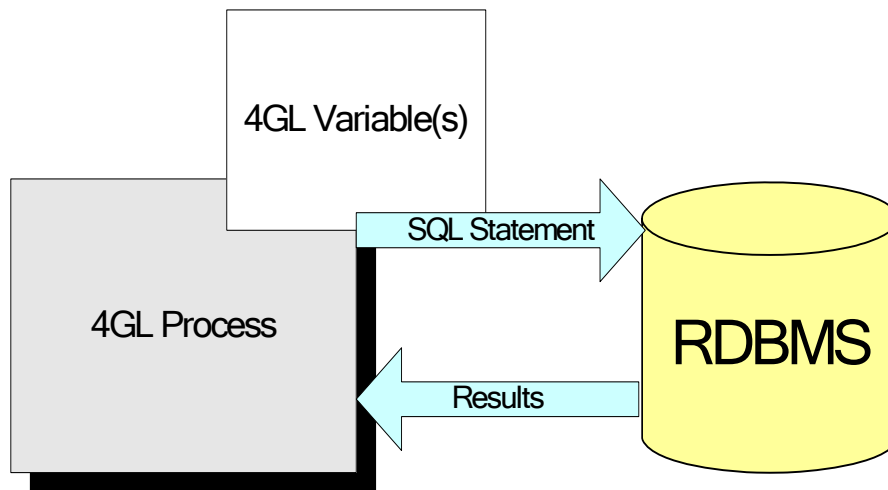 4GL Variable(s)
SQL Statement
4GL Process
RDBMS
Results